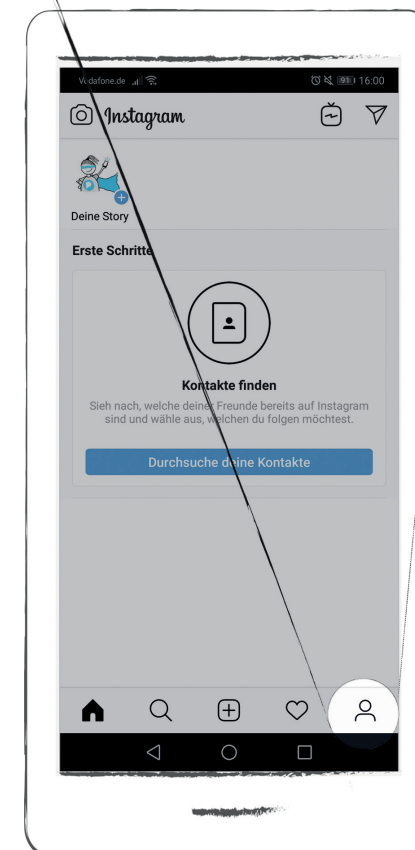 Vodafone.de 91 16:00
Instagram
Deine Story
Erste Schritte
Kontakte finden
Sieh nach, welche deiner Freunde bereits auf Instagram
sind und wähle aus, welchen du folgen möchtest.
Durchsuche deine Kontakte